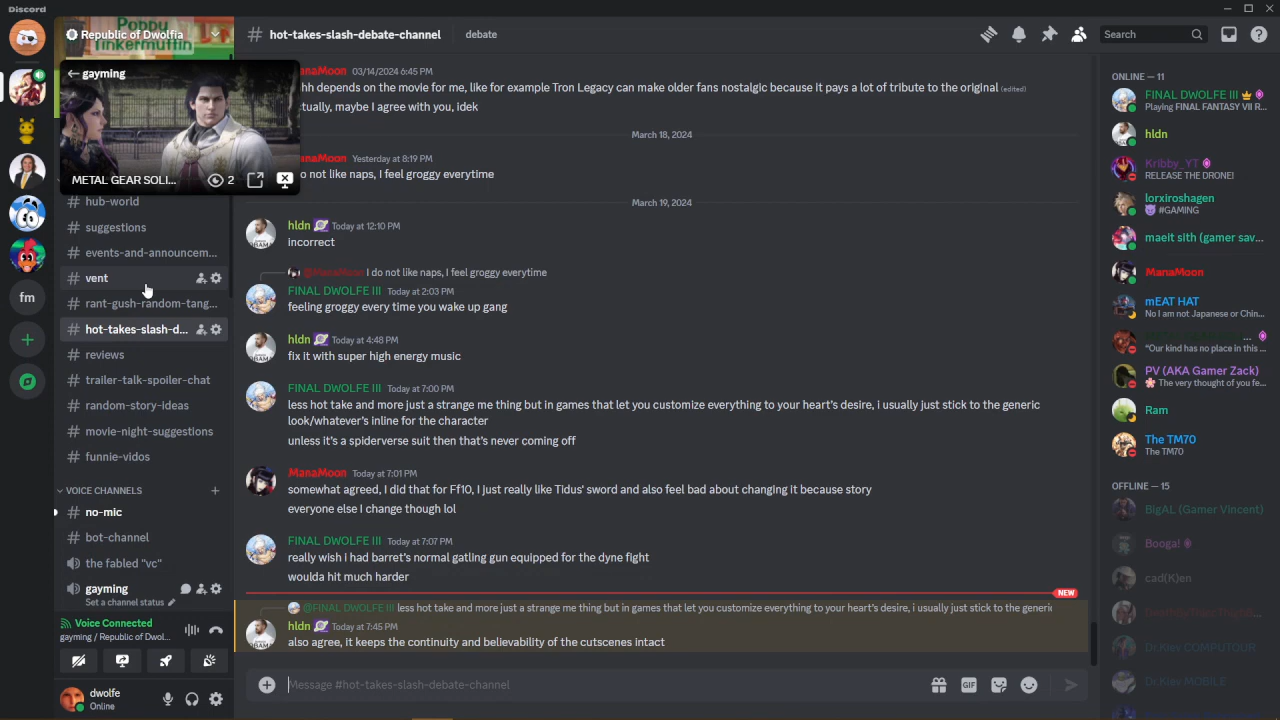 Discord
Poppy
Tinkermuffin
Republic of Dwolfia
gayming
METAL GEAR SOLI...
2
hub-world
suggestions
events-and-announcem...
vent
rant-gush-random-tang...
hot-takes-slash-d...
reviews
trailer-talk-spoiler-chat
random-story-ideas
movie-night-suggestions
funnie-vidos
VOICE CHANNELS
no-mic
bot-channel
the fabled "vc"
gayming
Set a channel status
Voice Connected
gayming / Republic of Dwol...
dwolfe
Online
fm
# hot-takes-slash-debate-channel
debate
Search
naMoon 03/14/2024 6:45 PM
hh depends on the movie for me, like for example Tron Legacy can make older fans nostalgic because it pays a lot of tribute to the original (edited)
tually, maybe I agree with you, idek
March 18, 2024
naMoon Yesterday at 8:19 PM
o not like naps, I feel groggy everytime
March 19, 2024
hldn Today at 12:10 PM
incorrect
@ManaMoon I do not like naps, I feel groggy everytime
FINAL DWOLFE III Today at 2:03 PM
feeling groggy every time you wake up gang
hldn Today at 4:48 PM
fix it with super high energy music
FINAL DWOLFE III Today at 7:00 PM
less hot take and more just a strange me thing but in games that let you customize everything to your heart's desire, i usually just stick to the generic
look/whatever's inline for the character
unless it's a spiderverse suit then that's never coming off
ManaMoon Today at 7:01 PM
somewhat agreed, I did that for Ff10, I just really like Tidus' sword and also feel bad about changing it because story
everyone else I change though lol
FINAL DWOLFE III Today at 7:07 PM
really wish i had barret's normal gatling gun equipped for the dyne fight
woulda hit much harder
NEW
@FINAL DWOLFE III less hot take and more just a strange me thing but in games that let you customize everything to your heart's desire, i usually just stick to the generic
hldn Today at 7:45 PM
also agree, it keeps the continuity and believability of the cutscenes intact
Message #hot-takes-slash-debate-channel
GIF
ONLINE — 11
FINAL DWOLFE III
Playing FINAL FANTASY VII R...
hldn
Kribby_YT
RELEASE THE DRONE!
lorxiroshagen
#GAMING
maeit sith (gamer sav...
ManaMoon
mEAT HAT
No I am not Japanese or Chin...
"Our kind has no place in this ...
PV (AKA Gamer Zack)
The very thought of you fe...
Ram
The TM70
The TM70
OFFLINE — 15
BigAL (Gamer Vincent)
Booga!
cad(K)en
Dr.Kiev COMPUTOUR
Dr.Kiev MOBILE